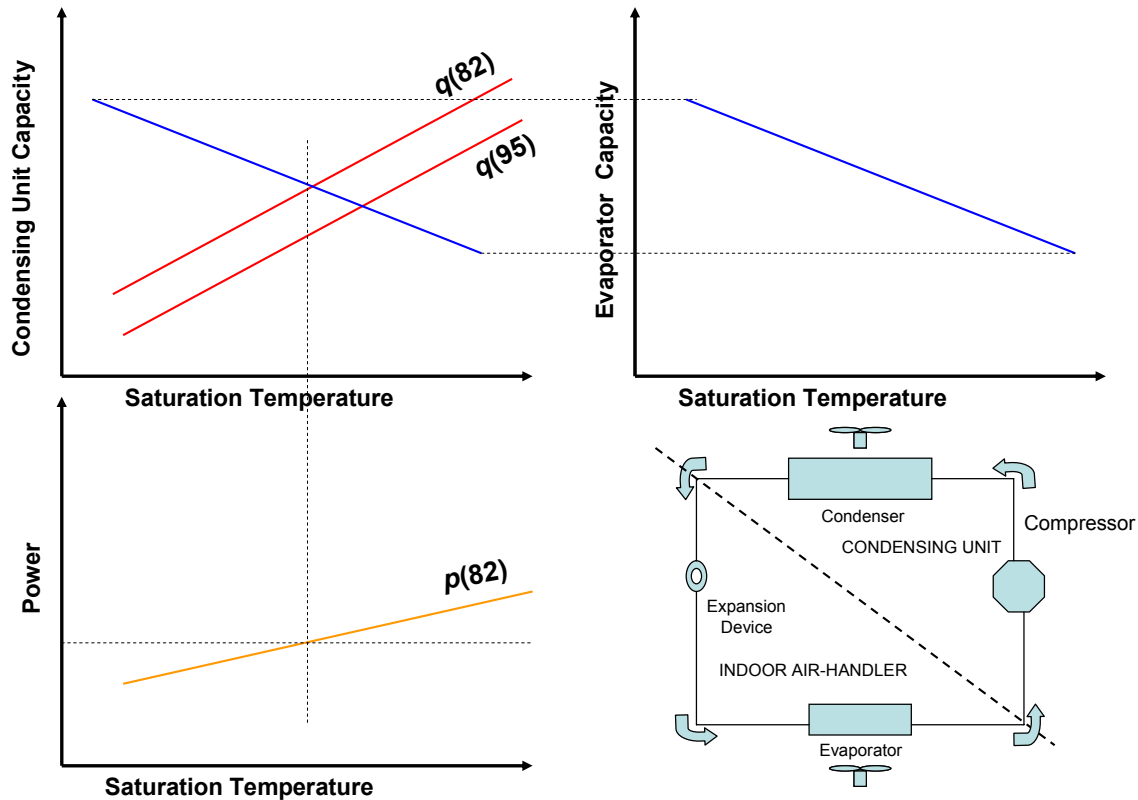 Condensing Unit Capacity
q(82)
q(95)
Saturation Temperature
Evaporator Capacity
Saturation Temperature
Power
p(82)
Saturation Temperature
Condenser
Compressor
CONDENSING UNIT
Expansion
Device
INDOOR AIR-HANDLER
Evaporator